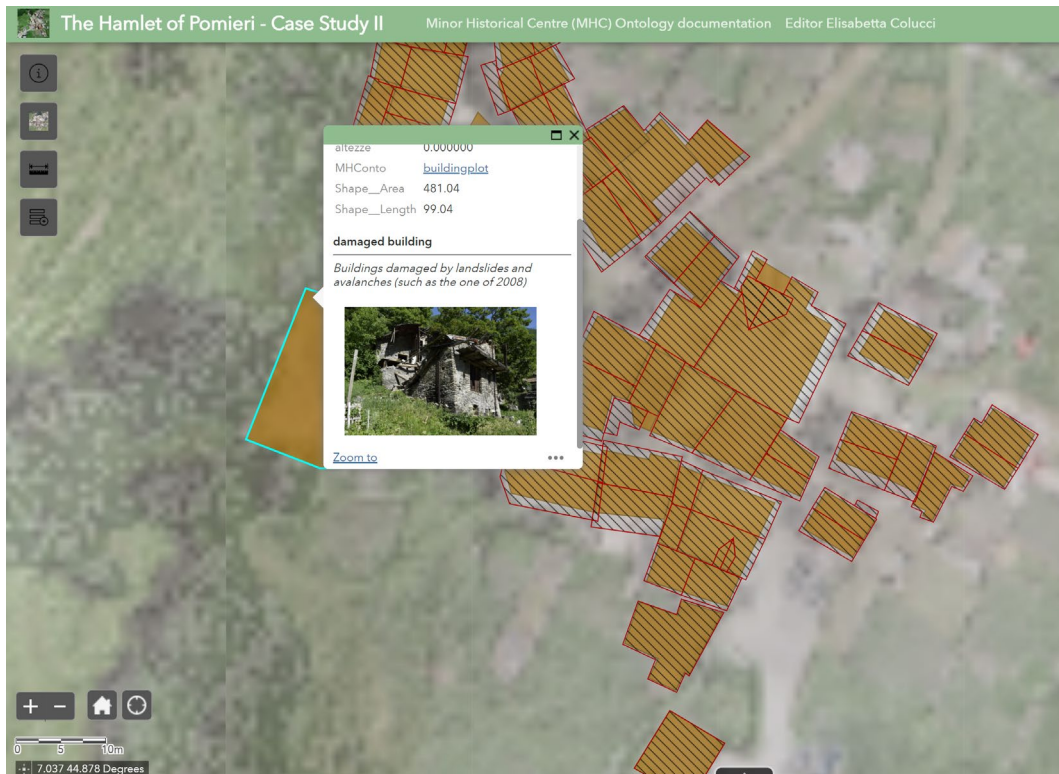 The Hamlet of Pomieri - Case Study II
Minor Historical Centre (MHC) Ontology documentation Editor Elisabetta Colucci
altezze 0.000000
MHConto buildingplot
Shape__Area 481.04
Shape__Length 99.04
damaged building
Buildings damaged by landslides and
avalanches (such as the one of 2008)
Zoom to
0 5 10m
7.037 44.878 Degrees